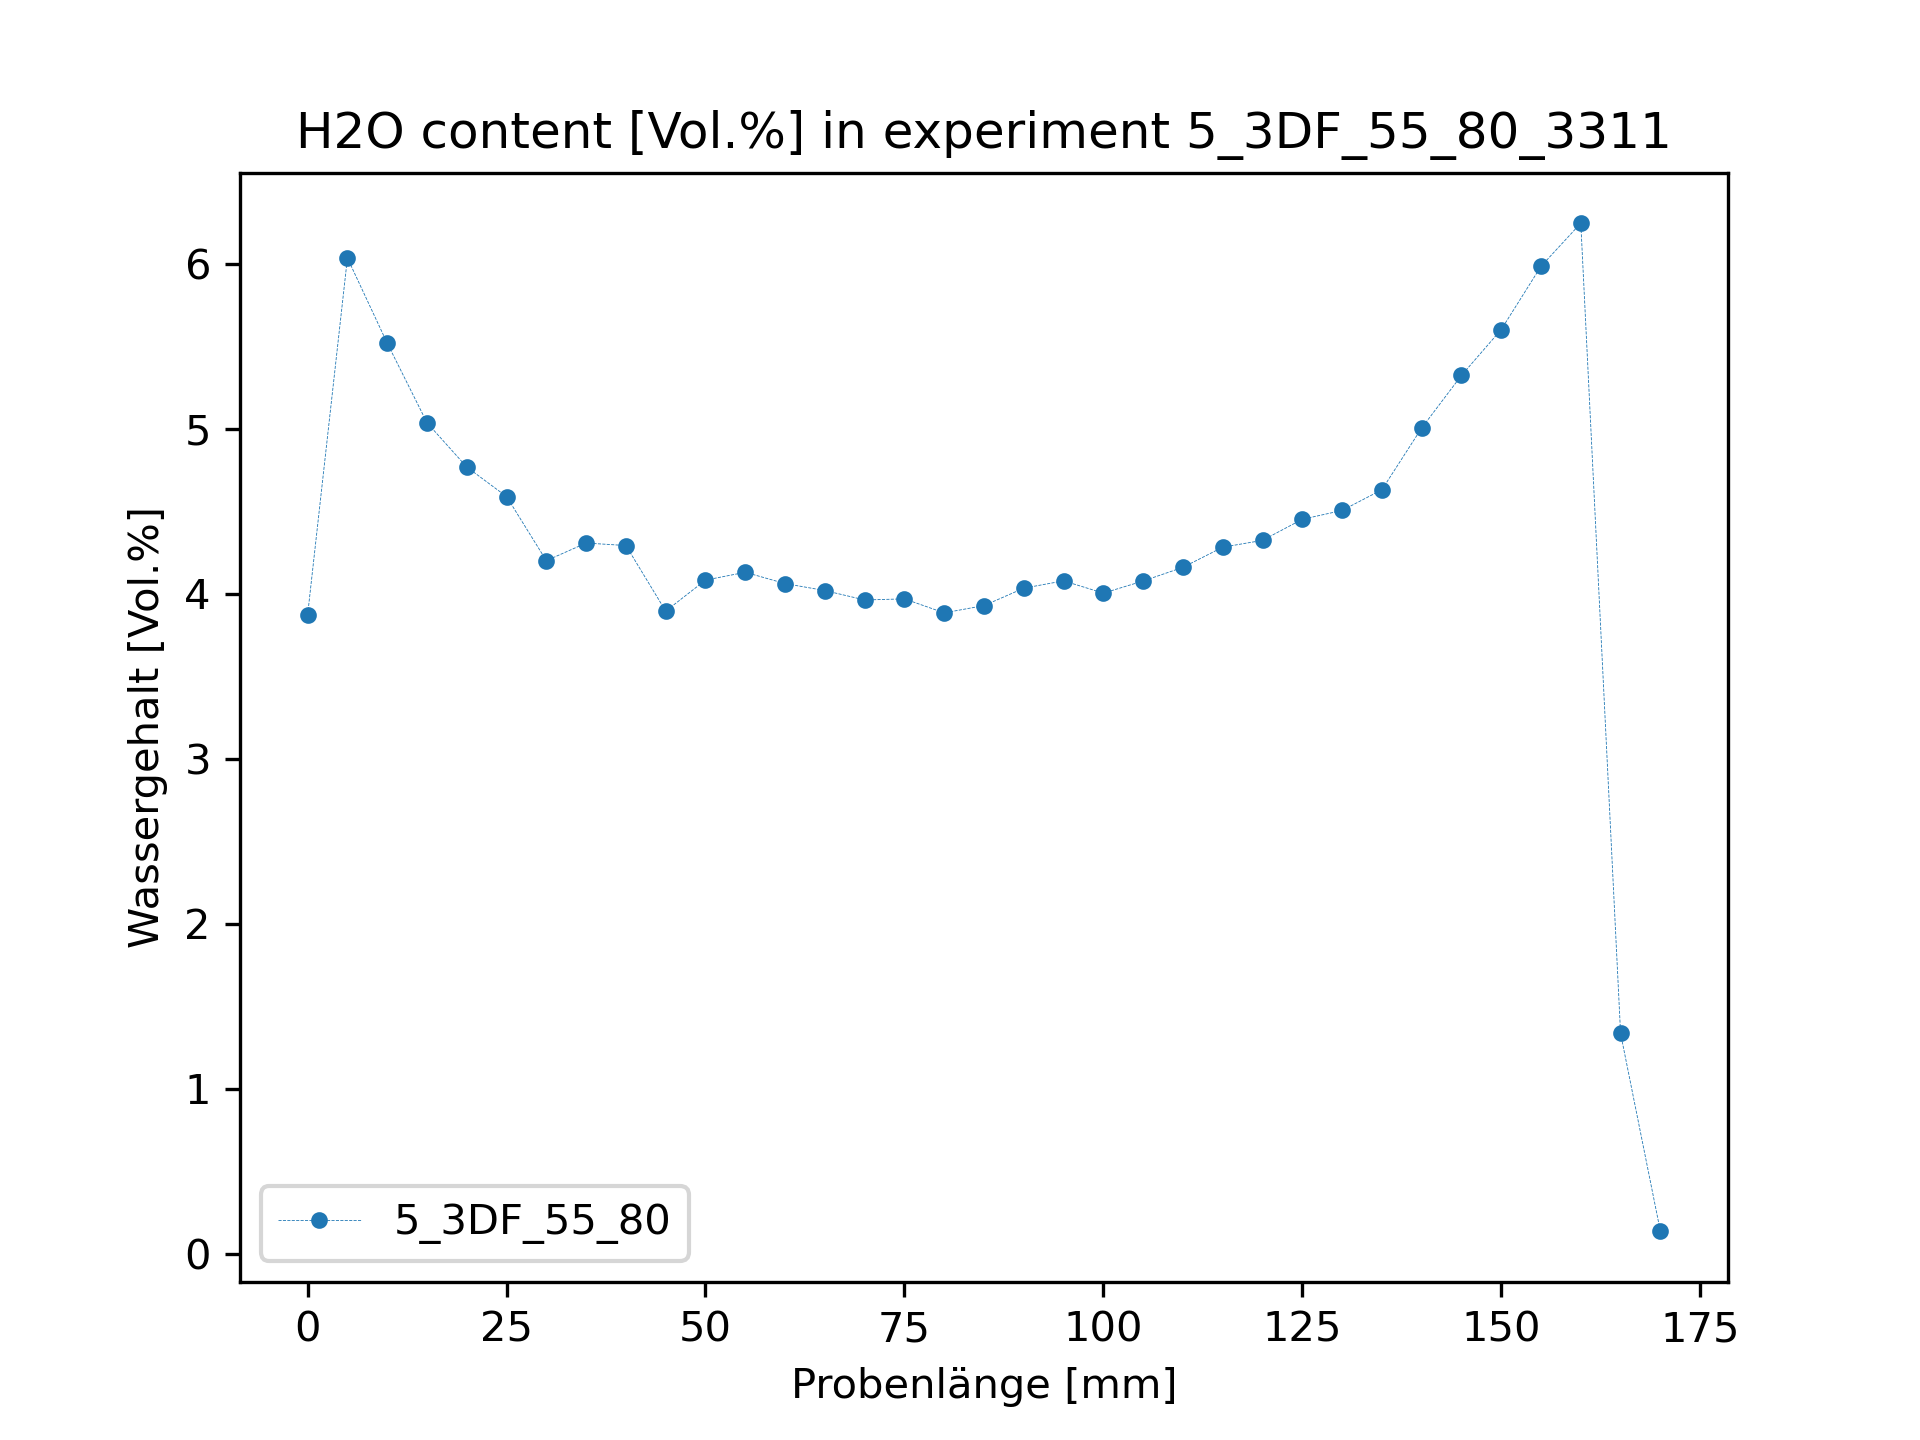 H2O content [Vol.%] in experiment 5_3DF_55_80_3311
Wassergehalt [Vol.%]
6
5
4
3
2
1
0
5_3DF_55_80
0 25 50 75 100 125 150 175
Probenlänge [mm]